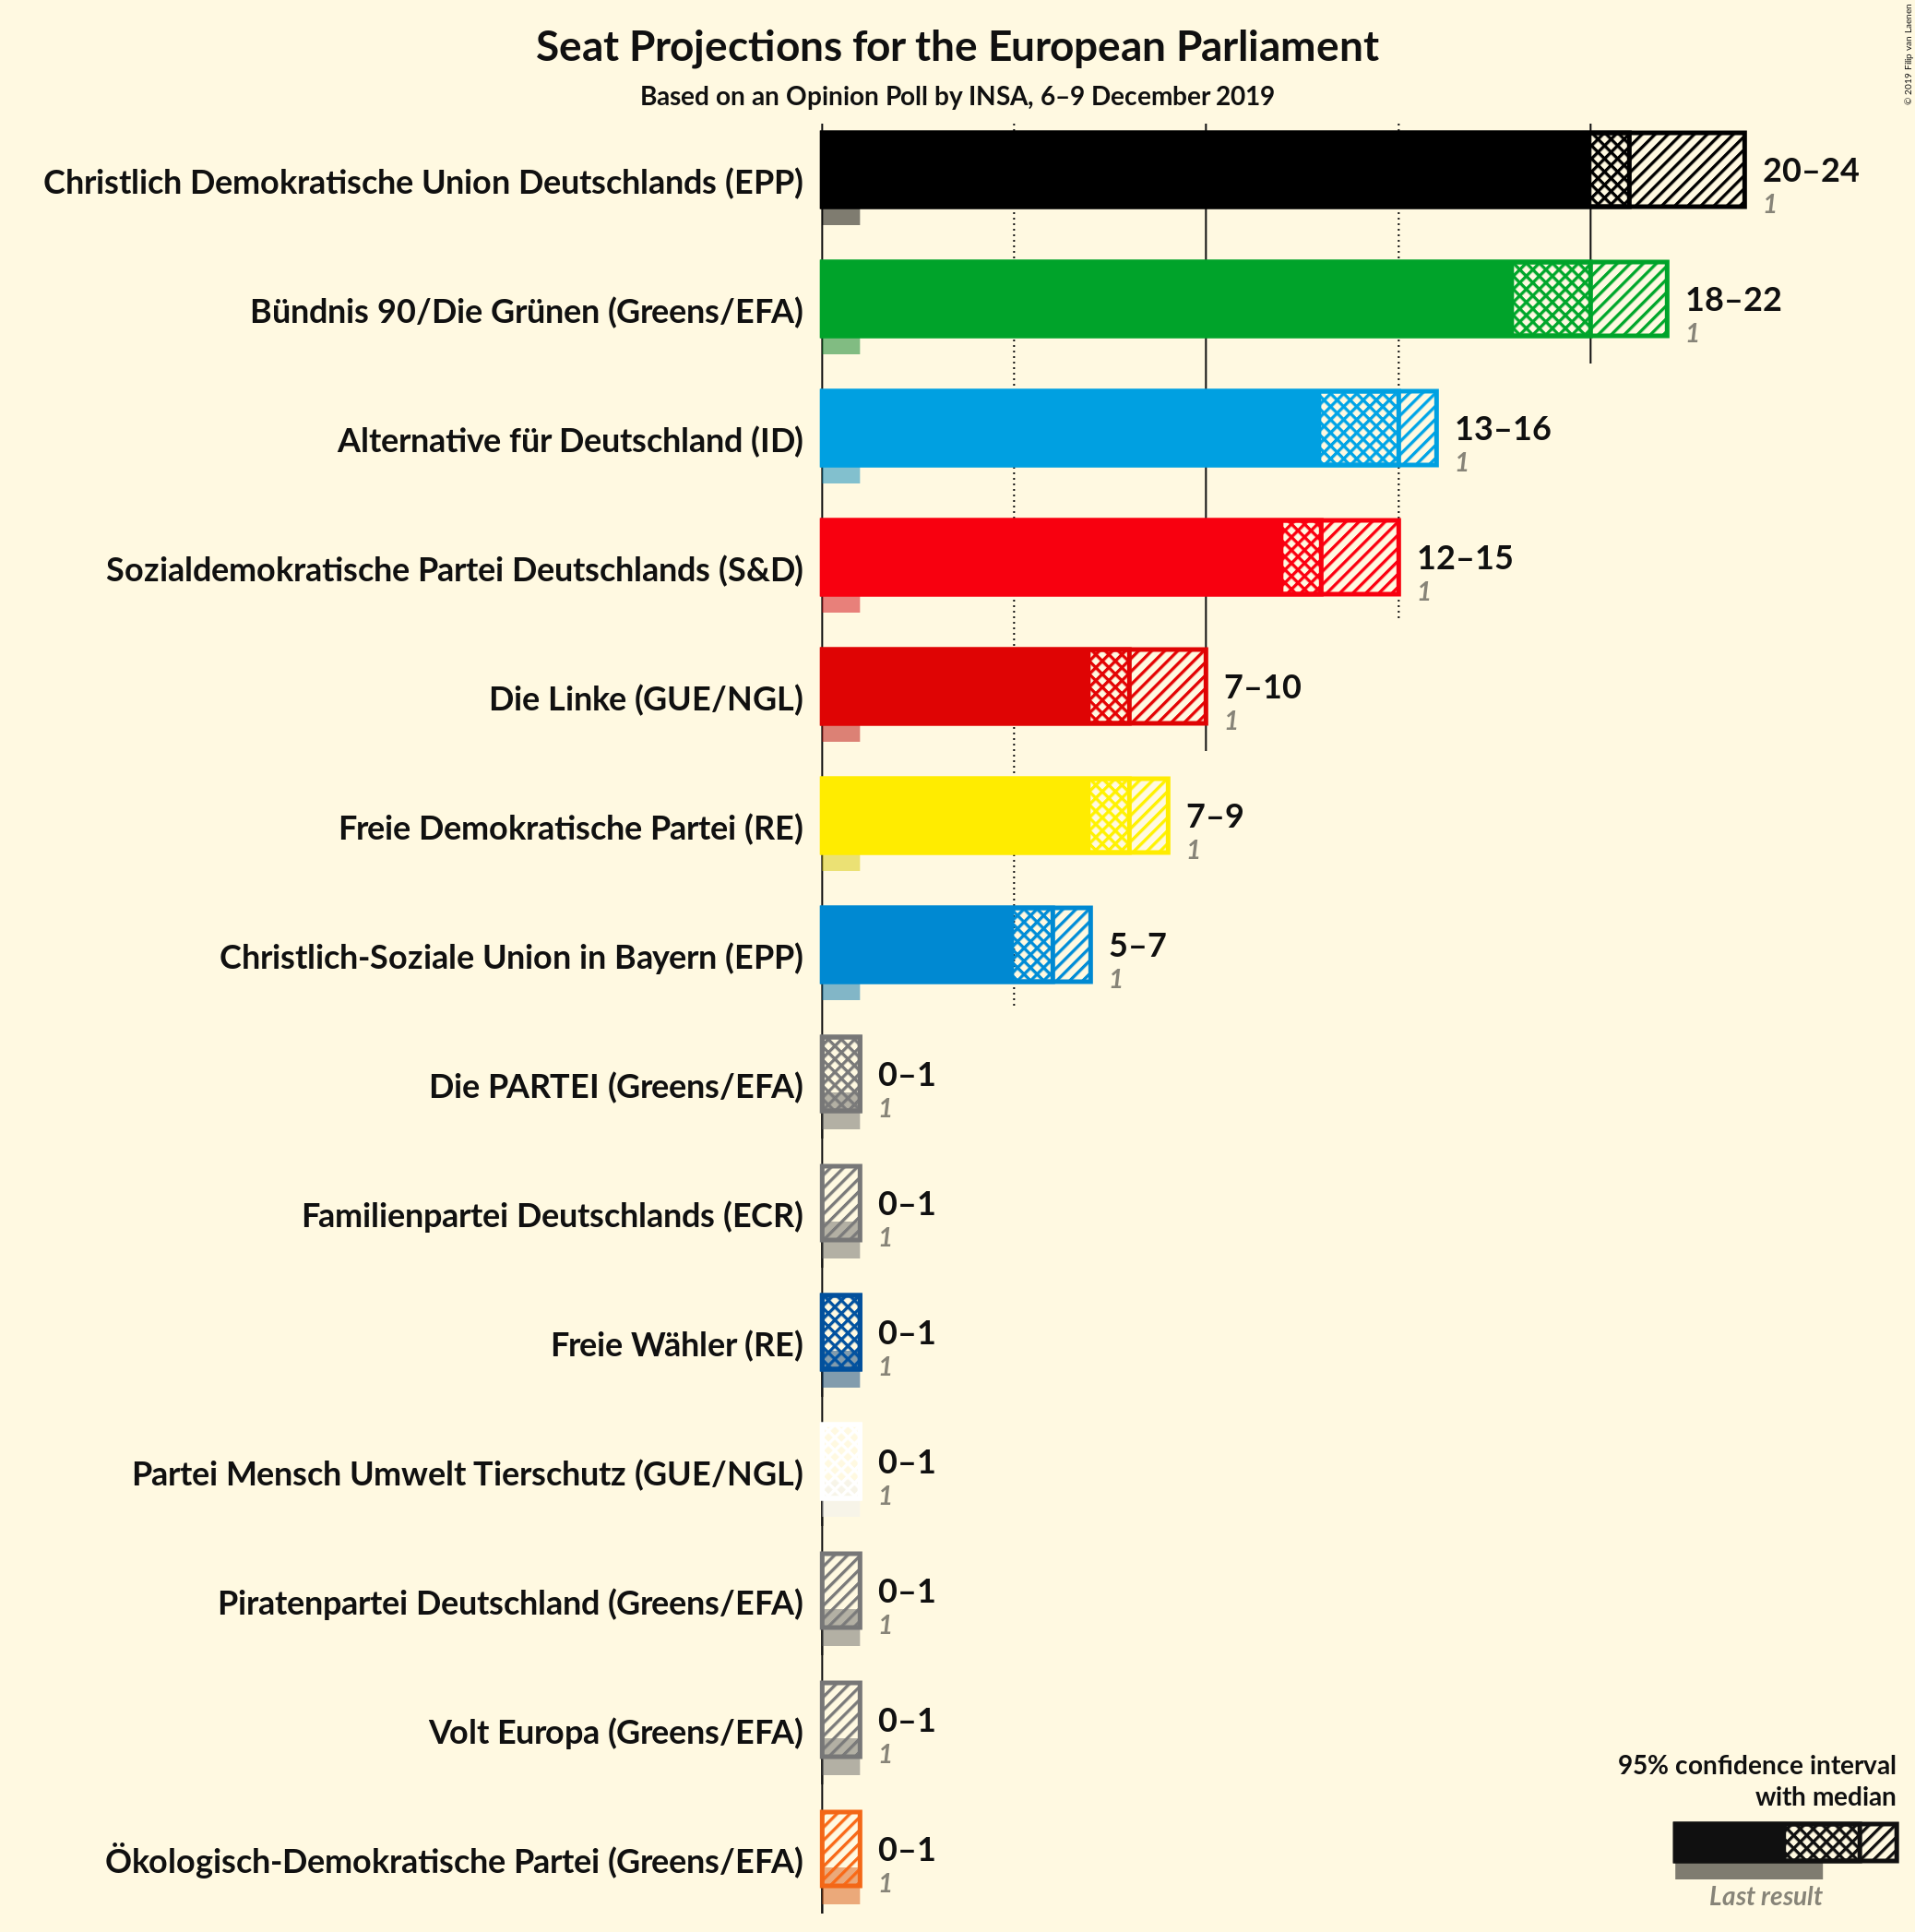 Seat Projections for the European Parliament
Based on an Opinion Poll by INSA, 6–9 December 2019
© 2019 Filip van Laenen
Christlich Demokratische Union Deutschlands (EPP)
20–24
1
Bündnis 90/Die Grünen (Greens/EFA)
18–22
1
Alternative für Deutschland (ID)
13–16
1
Sozialdemokratische Partei Deutschlands (S&D)
12–15
1
Die Linke (GUE/NGL)
7–10
1
Freie Demokratische Partei (RE)
7–9
1
Christlich-Soziale Union in Bayern (EPP)
5–7
1
Die PARTEI (Greens/EFA)
0–1
1
Familienpartei Deutschlands (ECR)
0–1
1
Freie Wähler (RE)
0–1
1
Partei Mensch Umwelt Tierschutz (GUE/NGL)
0–1
1
Piratenpartei Deutschland (Greens/EFA)
0–1
1
Volt Europa (Greens/EFA)
0–1
1
Ökologisch-Demokratische Partei (Greens/EFA)
0–1
1
95% confidence interval
with median
Last result